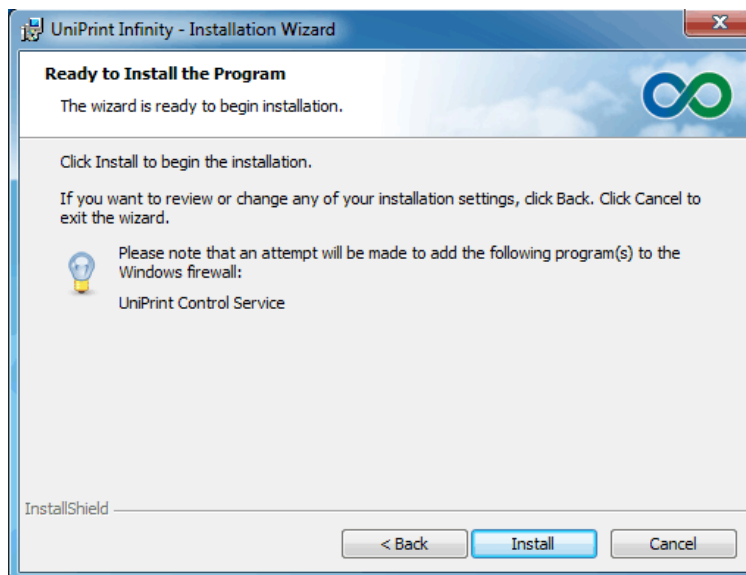 UniPrint Infinity - Installation Wizard
Ready to Install the Program
The wizard is ready to begin installation.
Click Install to begin the installation.
If you want to review or change any of your installation settings, click Back. Click Cancel to
exit the wizard.
Please note that an attempt will be made to add the following program(s) to the
Windows firewall:
UniPrint Control Service
InstallShield
< Back
Install
Cancel